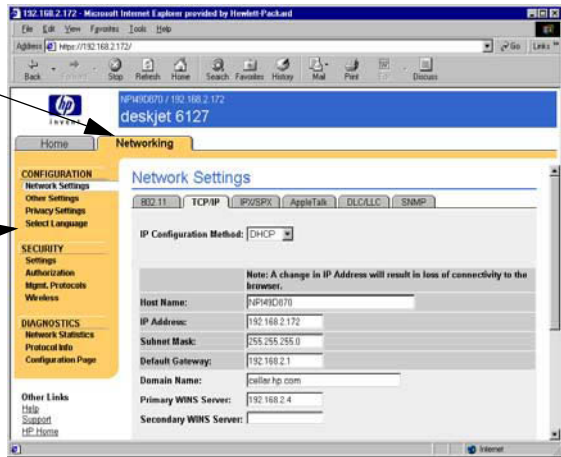 192.168.2.172 - Microsoft Internet Explorer provided by Hewlett-Packard
File Edit View Favorites Tools Help
Address https://192.168.2.172/ Go Links
Back Forward Stop Refresh Home Search Favorites History Mail Print Edit Discuss
hp
invent
NPI49D870 / 192.168.2.172
deskjet 6127
Home Networking
CONFIGURATION
Network Settings
Other Settings
Privacy Settings
Select Language
SECURITY
Settings
Authorization
Mgmt. Protocols
Wireless
DIAGNOSTICS
Network Statistics
Protocol Info
Configuration Page
Other Links
Help
Support
HP Home
Network Settings
802.11 TCP/IP IPX/SPX AppleTalk DLC/LLC SNMP
IP Configuration Method: DHCP
Note: A change in IP Address will result in loss of connectivity to the
browser.
Host Name: NPI49D870
IP Address: 192.168.2.172
Subnet Mask: 255.255.255.0
Default Gateway: 192.168.2.1
Domain Name: cellar.hp.com
Primary WINS Server: 192.168.2.4
Secondary WINS Server:
Internet